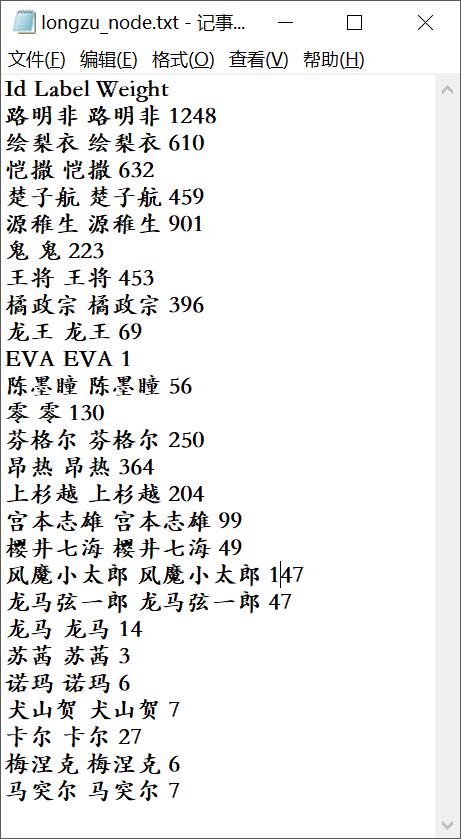 longzu_node.txt - 记事...
文件(F) 编辑(E) 格式(O) 查看(V) 帮助(H)
Id Label Weight
路明非 路明非 1248
绘梨衣 绘梨衣 610
恺撒 恺撒 632
楚子航 楚子航 459
源稚生 源稚生 901
鬼 鬼 223
王将 王将 453
橘政宗 橘政宗 396
龙王 龙王 69
EVA EVA 1
陈墨瞳 陈墨瞳 56
零 零 130
芬格尔 芬格尔 250
昂热 昂热 364
上杉越 上杉越 204
宫本志雄 宫本志雄 99
樱井七海 樱井七海 49
风魔小太郎 风魔小太郎 147
龙马弦一郎 龙马弦一郎 47
龙马 龙马 14
苏茜 苏茜 3
诺玛 诺玛 6
犬山贺 犬山贺 7
卡尔 卡尔 27
梅涅克 梅涅克 6
马突尔 马突尔 7